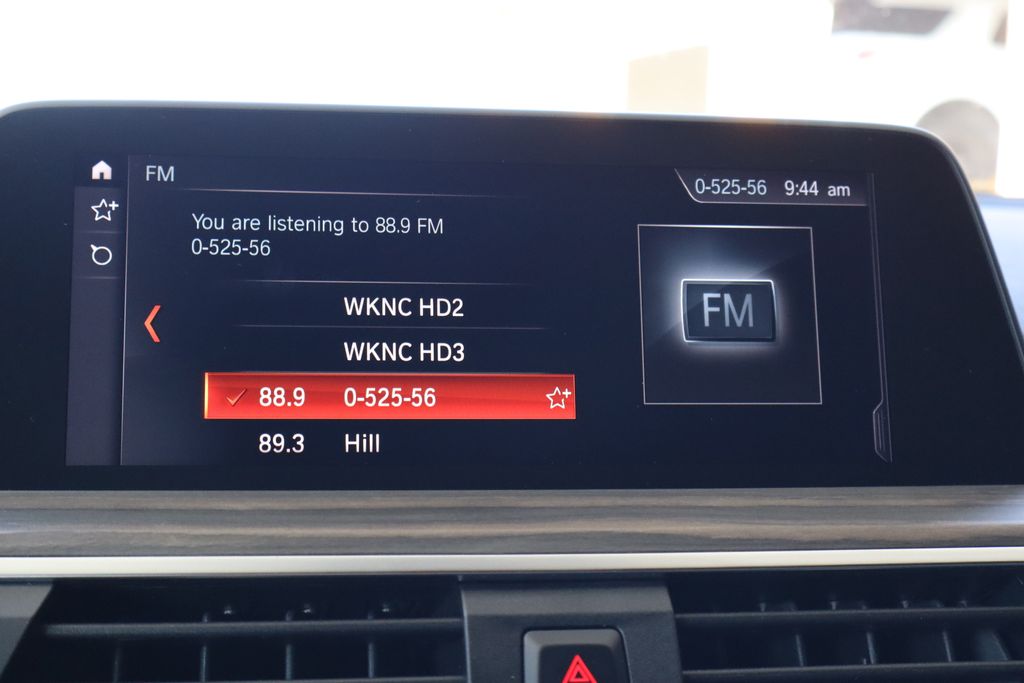 FM
0-525-56 9:44 am
You are listening to 88.9 FM
0-525-56
FM
WKNC HD2
WKNC HD3
88.9 0-525-56
89.3 Hill